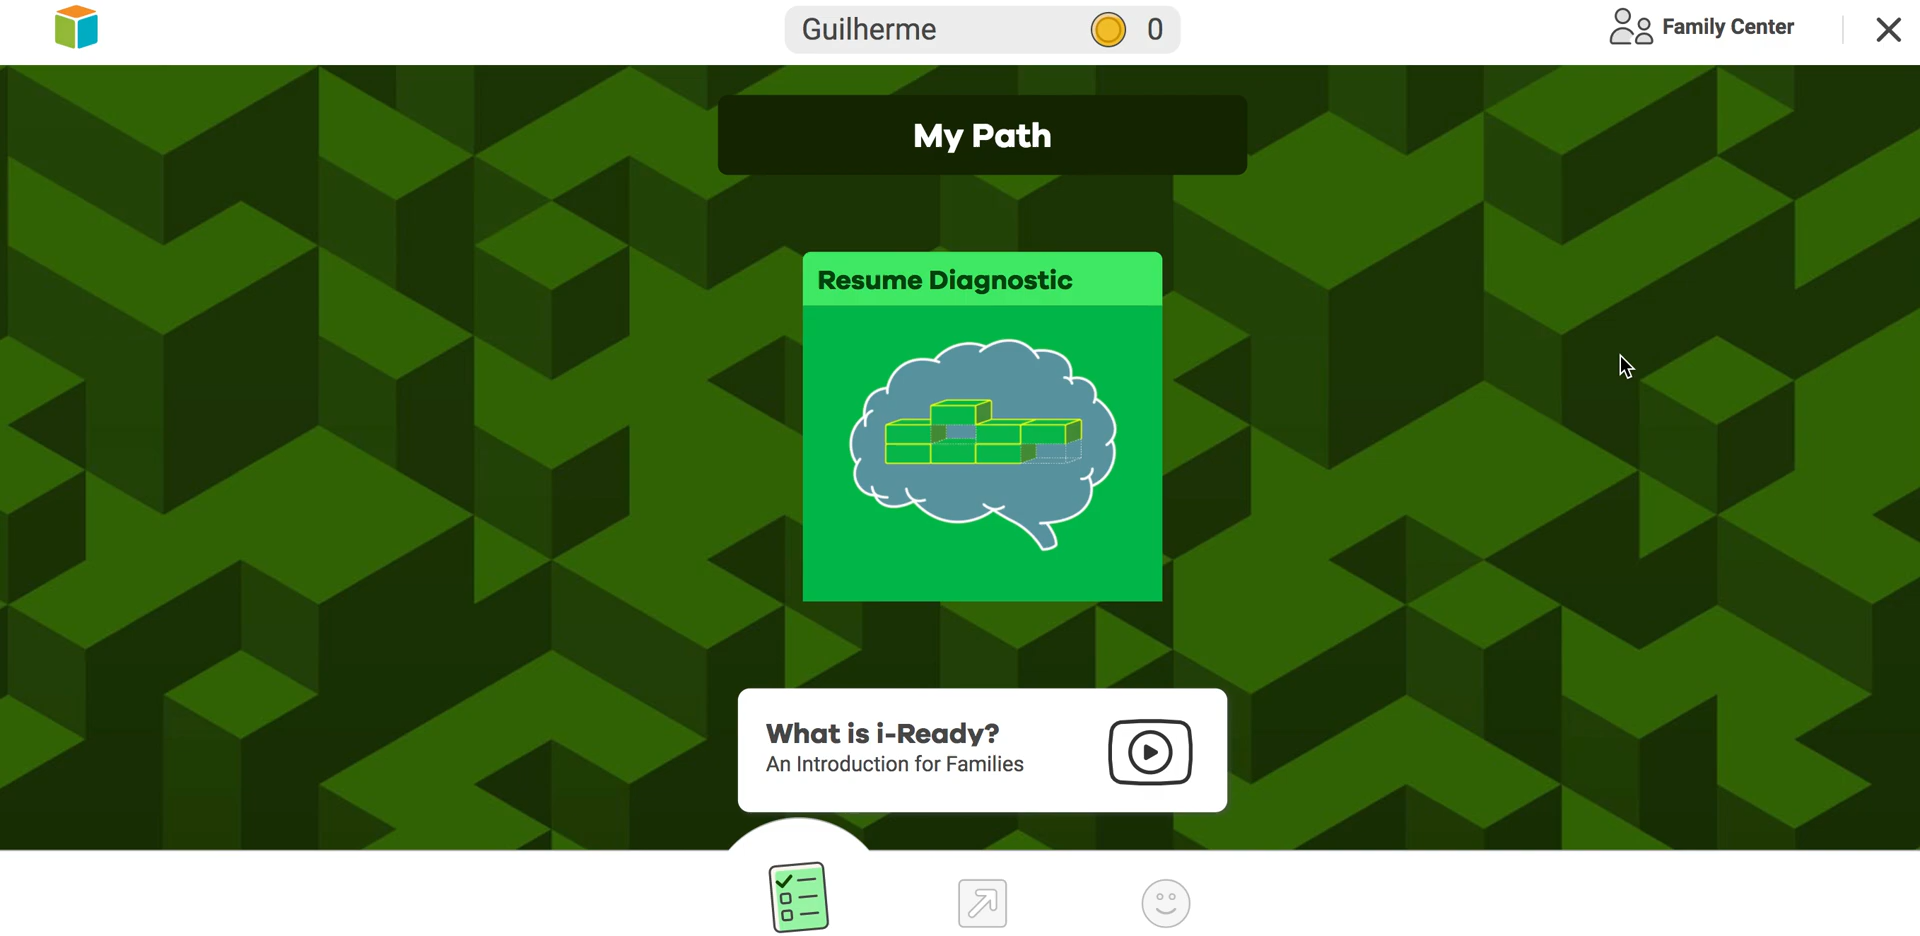 Guilherme 0
Family Center
My Path
Resume Diagnostic
What is i-Ready?
An Introduction for Families